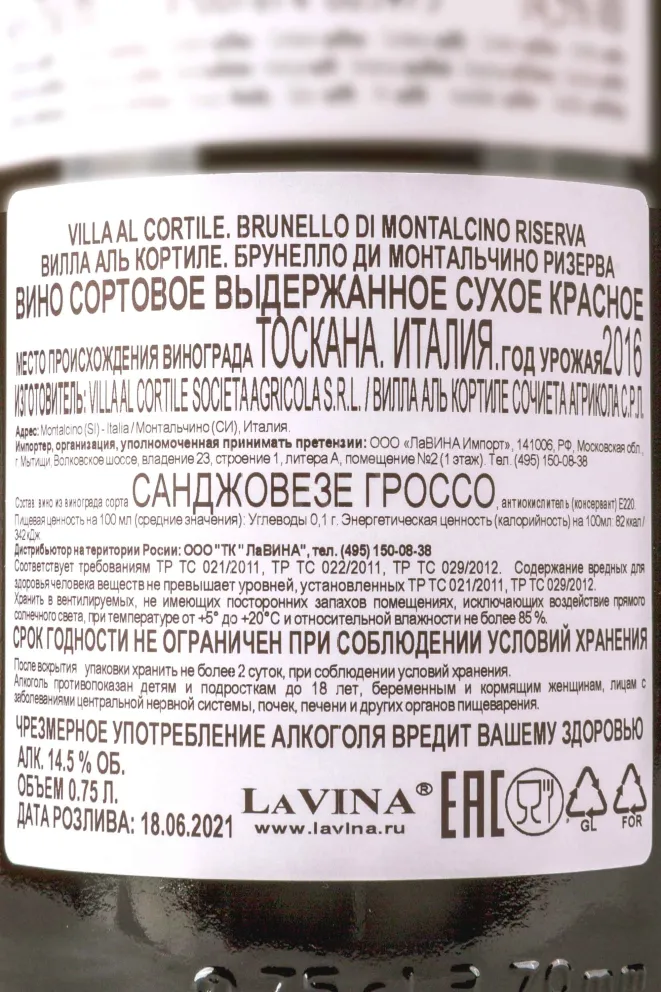 VILLA AL CORTILE. BRUNELLO DI MONTALCINO RISERVA
ВИЛЛА АЛЬ КОРТИЛЕ. БРУНЕЛЛО ДИ МОНТАЛЬЧИНО РИЗЕРВА
ВИНО СОРТОВОЕ ВЫДЕРЖАННОЕ СУХОЕ КРАСНОЕ
МЕСТО ПРОИСХОЖДЕНИЯ ВИНОГРАДА ТОСКАНА. ИТАЛИЯ. ГОД УРОЖАЯ 2016
ИЗГОТОВИТЕЛЬ: VILLA AL CORTILE SOCIETA AGRICOLA S.R.L. / ВИЛЛА АЛЬ КОРТИЛЕ СОЧИЕТА АГРИКОЛА С.Р.Л.
Адрес: Montalcino (SI) - Italia / Монтальчино (СИ), Италия.
Импортер, организация, уполномоченная принимать претензии: ООО «ЛаВИНА Импорт», 141006, РФ, Московская обл.,
г. Мытищи, Волковское шоссе, владение 23, строение 1, литера А, помещение №2 (1 этаж). Тел. (495) 150-08-38
Состав: вино из винограда сорта САНДЖОВЕЗЕ ГРОССО, антиокислитель (консервант) Е220.
Пищевая ценность на 100 мл (средние значения): Углеводы 0,1 г. Энергетическая ценность (калорийность) на 100мл: 82 ккал /
342 кДж
Дистрибьютор на територии Росии: ООО "ТК " ЛаВИНА", тел. (495) 150-08-38
Соответствует требованиям ТР ТС 021/2011, ТР ТС 022/2011, ТР ТС 029/2012. Содержание вредных для
здоровья человека веществ не превышает уровней, установленных ТР ТС 021/2011, ТР ТС 029/2012.
Хранить в вентилируемых, не имеющих посторонних запахов помещениях, исключающих воздействие прямого
солнечного света, при температуре от +5° до +20°С и относительной влажности не более 85 %.
СРОК ГОДНОСТИ НЕ ОГРАНИЧЕН ПРИ СОБЛЮДЕНИИ УСЛОВИЙ ХРАНЕНИЯ
После вскрытия упаковки хранить не более 2 суток, при соблюдении условий хранения.
Алкоголь противопоказан детям и подросткам до 18 лет, беременным и кормящим женщинам, лицам с
заболеваниями центральной нервной системы, почек, печени и других органов пищеварения.
ЧРЕЗМЕРНОЕ УПОТРЕБЛЕНИЕ АЛКОГОЛЯ ВРЕДИТ ВАШЕМУ ЗДОРОВЬЮ
АЛК. 14.5 % ОБ.
ОБЪЕМ 0.75 Л.
ДАТА РОЗЛИВА: 18.06.2021
LAVINA®
www.lavina.ru
EAC
GL
FOR
70mm